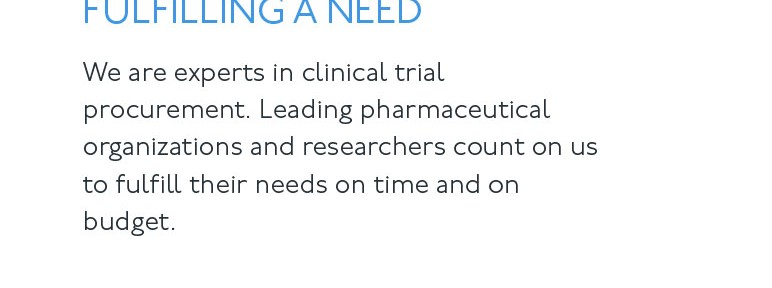 FULFILLING A NEED
We are experts in clinical trial
procurement. Leading pharmaceutical
organizations and researchers count on us
to fulfill their needs on time and on
budget.